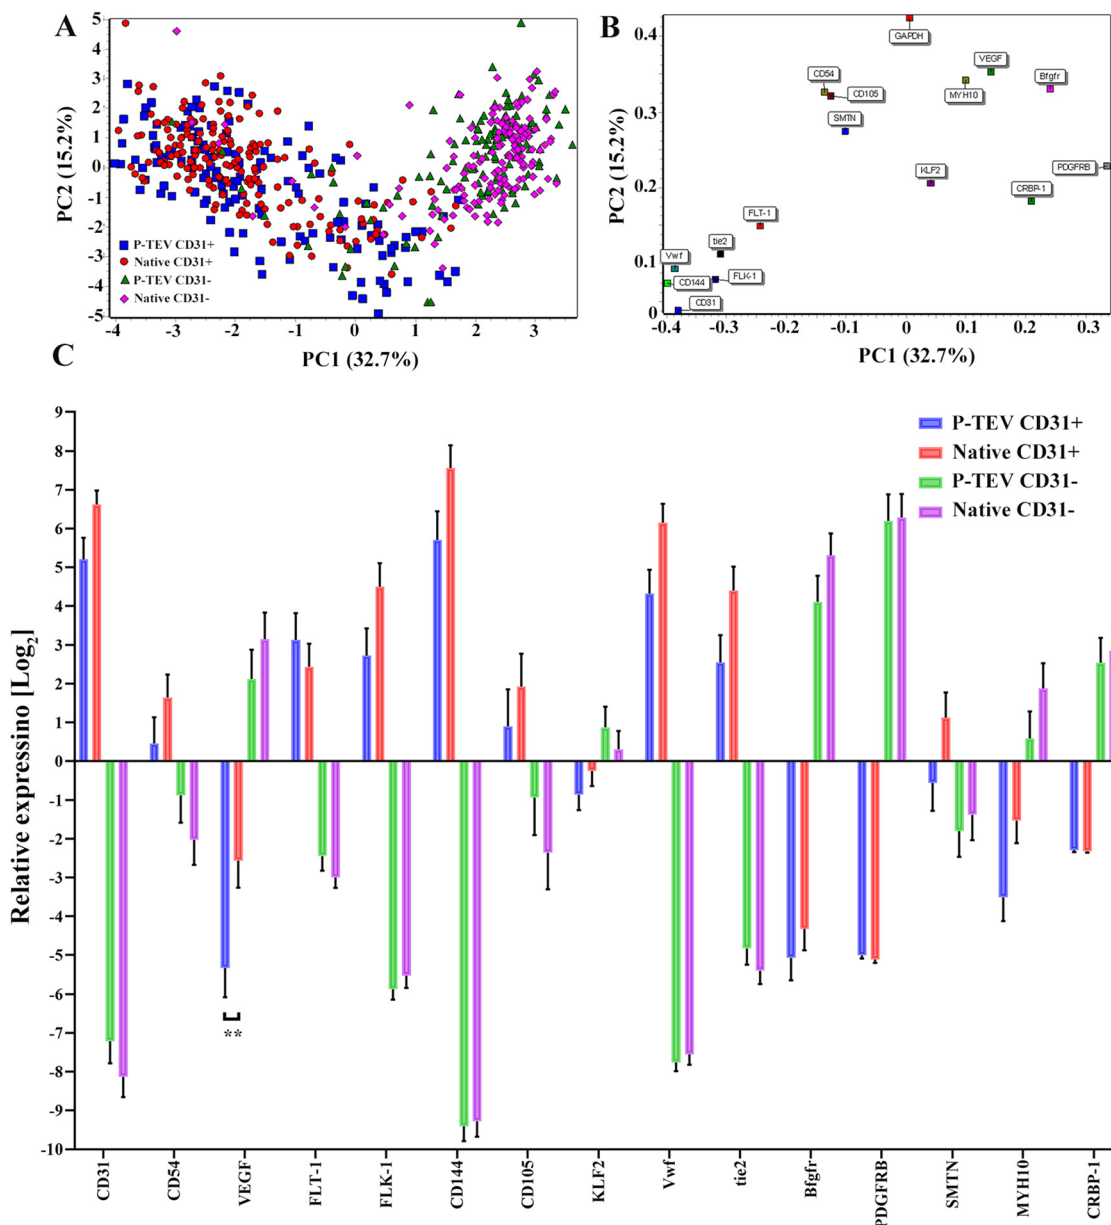 A
PC2 (15.2%)
5
4
3
2
1
0
-1
-2
-3
-4
-5
P-TEV CD31+
Native CD31+
P-TEV CD31-
Native CD31-
-4
-3
-2
-1
0
1
2
3
PC1 (32.7%)
B
PC2 (15.2%)
0.4
0.3
0.2
0.1
0
GAPDH
VEGF
CD54
CD105
MYH10
Bfgfr
SMTN
PDGFRB
KLF2
CRBP-1
FLT-1
tie2
Vwf
FLK-1
CD144
CD31
-0.4
-0.3
-0.2
-0.1
0
0.1
0.2
0.3
PC1 (32.7%)
C
Relative expressino [Log2]
9
8
7
6
5
4
3
2
1
0
-1
-2
-3
-4
-5
-6
-7
-8
-9
-10
P-TEV CD31+
Native CD31+
P-TEV CD31-
Native CD31-
**
CD31
CD54
VEGF
FLT-1
FLK-1
CD144
CD105
KLF2
Vwf
tie2
Bfgfr
PDGFRB
SMTN
MYH10
CRBP-1